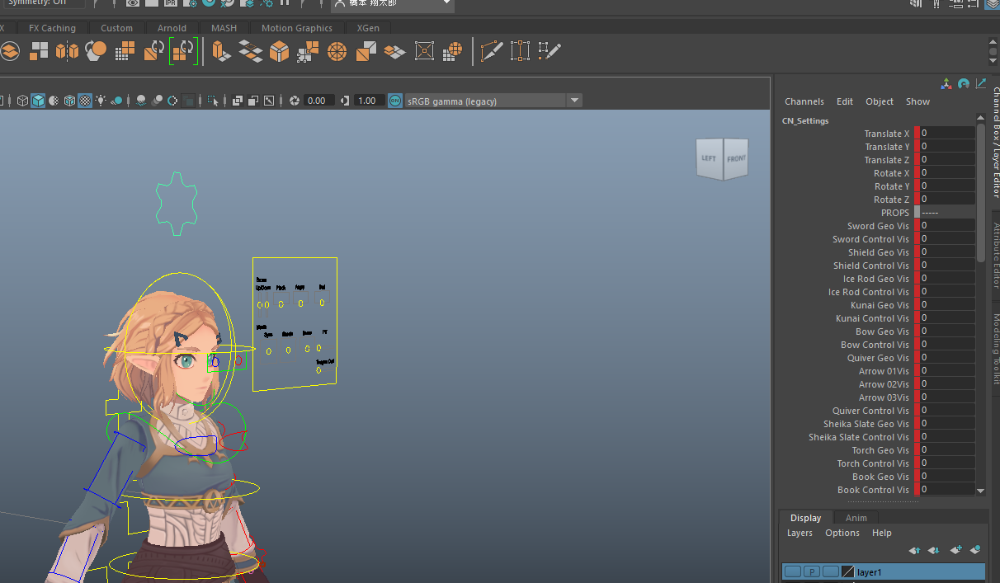 Symmetry: Off
IPR
橋本 翔太郎
X FX Caching Custom Arnold MASH Motion Graphics XGen
0.00 1.00 ON sRGB gamma (legacy)
LEFT FRONT
Channels Edit Object Show
CN_Settings
Translate X 0
Translate Y 0
Translate Z 0
Rotate X 0
Rotate Y 0
Rotate Z 0
PROPS -----
Sword Geo Vis 0
Sword Control Vis 0
Shield Geo Vis 0
Shield Control Vis 0
Ice Rod Geo Vis 0
Ice Rod Control Vis 0
Kunai Geo Vis 0
Kunai Control Vis 0
Bow Geo Vis 0
Bow Control Vis 0
Quiver Geo Vis 0
Arrow 01Vis 0
Arrow 02Vis 0
Arrow 03Vis 0
Quiver Control Vis 0
Sheika Slate Geo Vis 0
Sheika Slate Control Vis 0
Torch Geo Vis 0
Torch Control Vis 0
Book Geo Vis 0
Book Control Vis 0
Display Anim
Layers Options Help
P layer1
Channel Box / Layer Editor
Attribute Editor
Modeling Toolkit